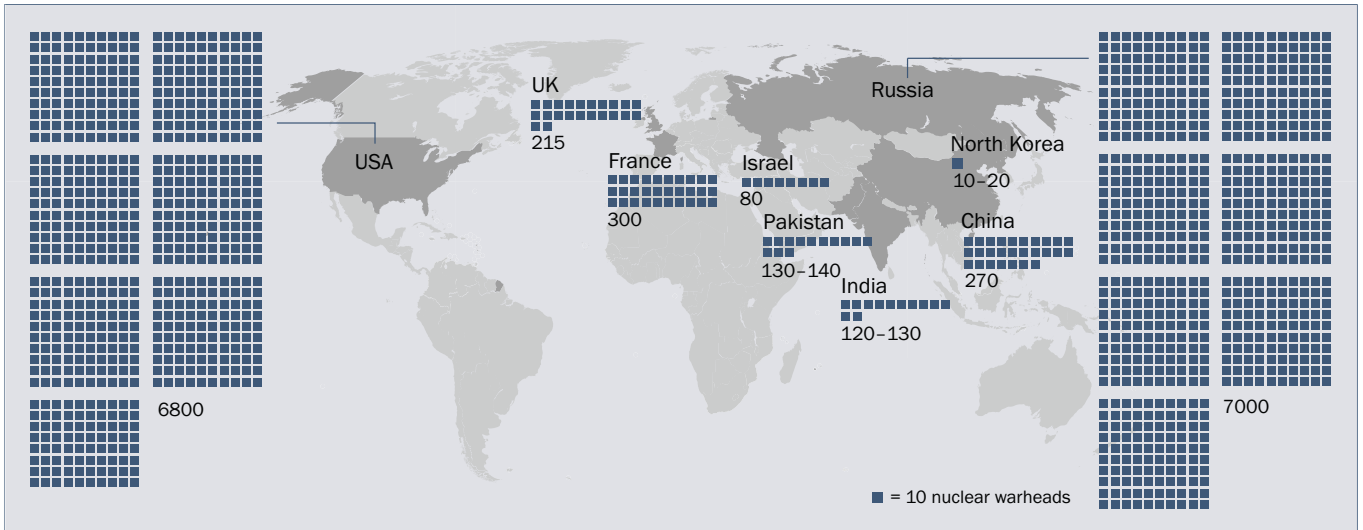 UK
215
USA
6800
France
300
Israel
80
Pakistan
130–140
India
120–130
Russia
7000
North Korea
10–20
China
270
= 10 nuclear warheads